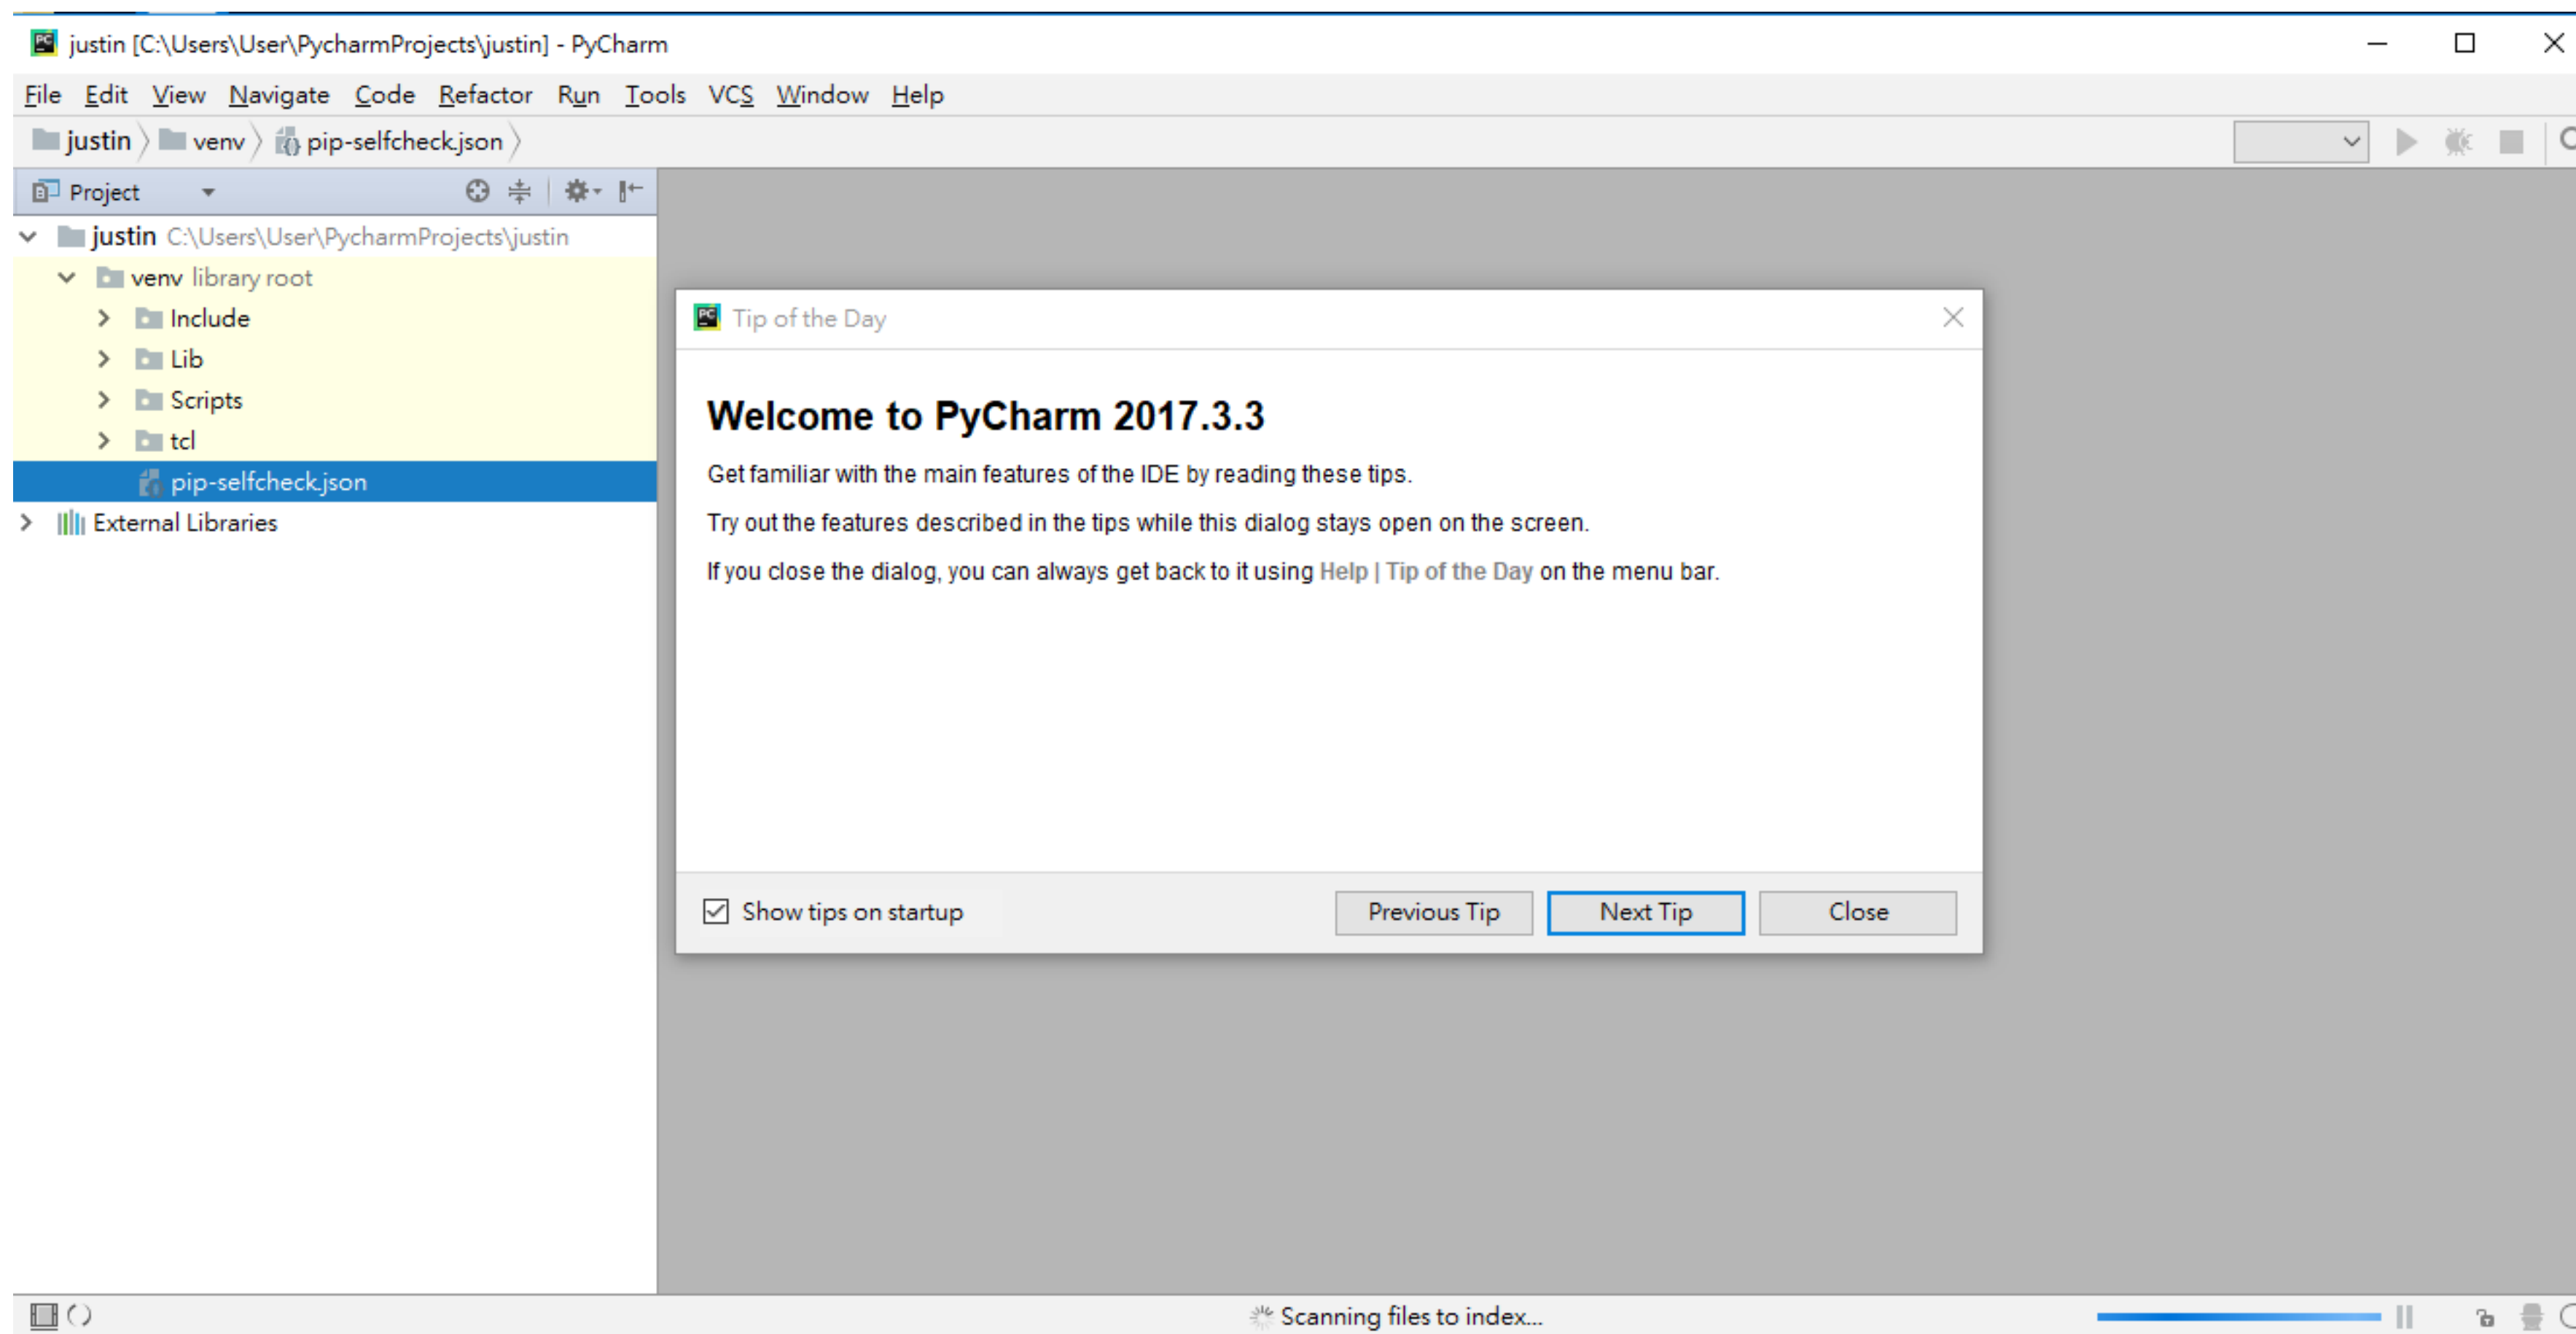 justin [C:\Users\User\PycharmProjects\justin] - PyCharm
File Edit View Navigate Code Refactor Run Tools VCS Window Help
justin venv pip-selfcheck.json
Project
justin C:\Users\User\PycharmProjects\justin
venv library root
Include
Lib
Scripts
tcl
pip-selfcheck.json
External Libraries
Tip of the Day
Welcome to PyCharm 2017.3.3
Get familiar with the main features of the IDE by reading these tips.
Try out the features described in the tips while this dialog stays open on the screen.
If you close the dialog, you can always get back to it using Help | Tip of the Day on the menu bar.
Show tips on startup
Previous Tip Next Tip Close
Scanning files to index...